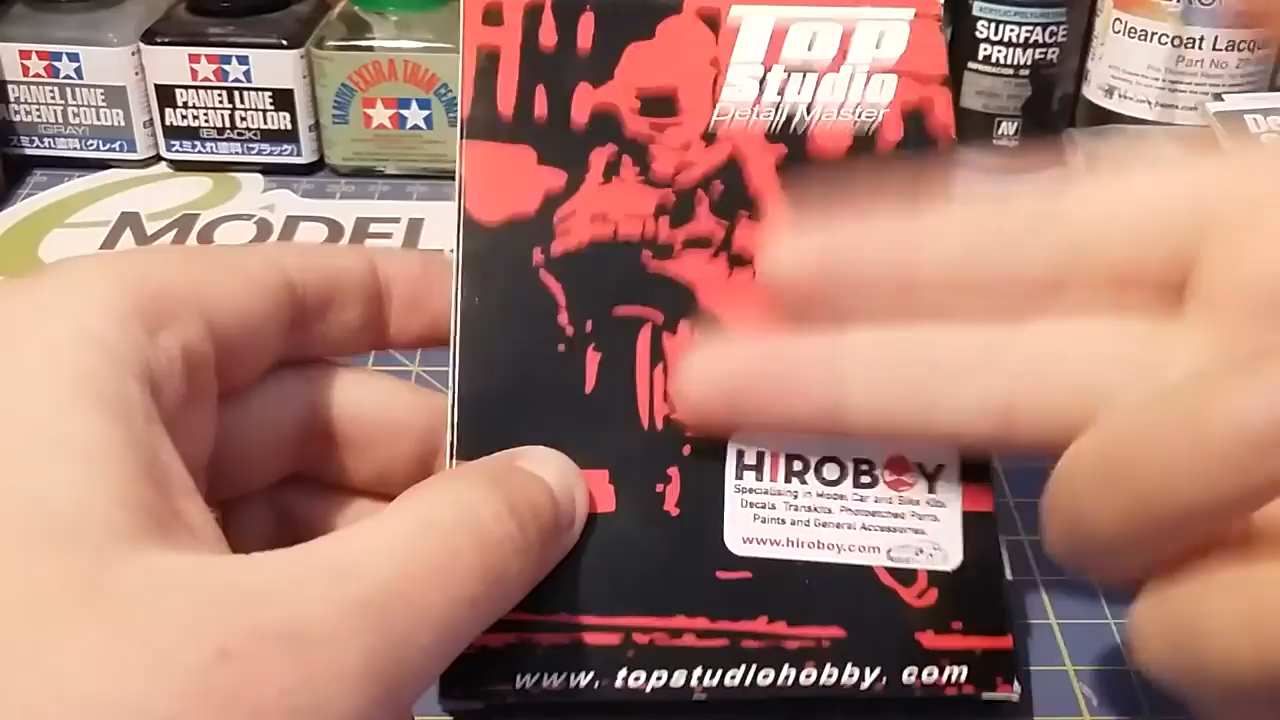 PANEL LINE
ACCENT COLOR
(GRAY)
スミ入れ塗料(グレイ)
PANEL LINE
ACCENT COLOR
(BLACK)
スミ入れ塗料(ブラック)
TAMIYA EXTRA THIN CEMENT
MODEL
Top
Studio
Detail Master
SURFACE
PRIMER
AV
Clearcoat Lacqu
Part No.
HIROBOY
Specialising in Model Car and Bike Kits,
Decals, Transkits, Photoetched Parts,
Paints and General Accessories.
www.hiroboy.com
www.topstudiohobby.com